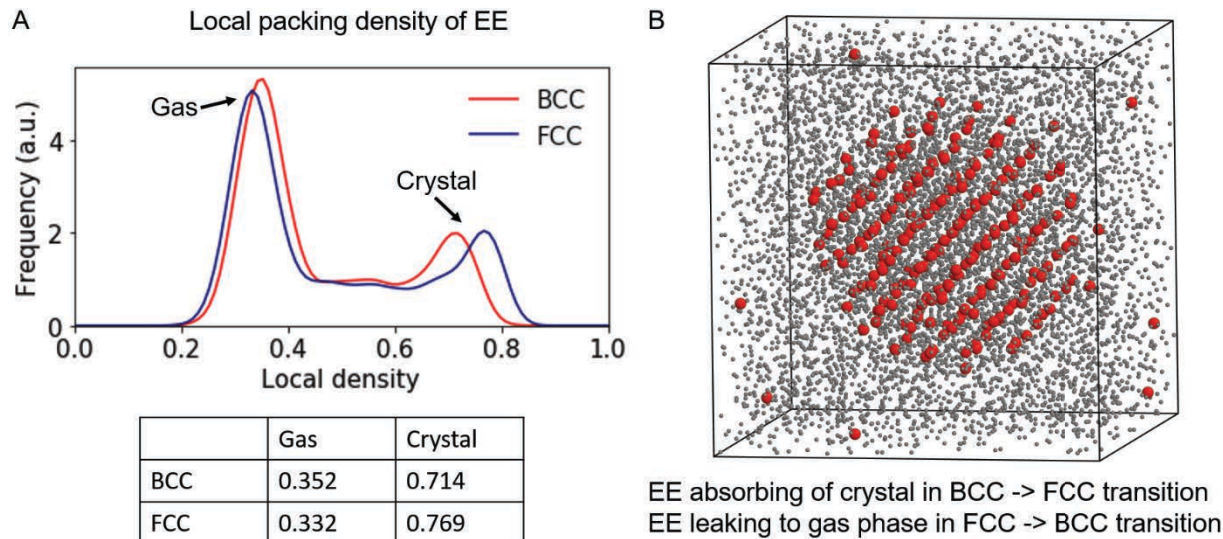 A
Local packing density of EE
Frequency (a.u.)
4
2
0
Gas
Crystal
BCC
FCC
0.0 0.2 0.4 0.6 0.8 1.0
Local density
Gas Crystal
BCC 0.352 0.714
FCC 0.332 0.769
B
EE absorbing of crystal in BCC -> FCC transition
EE leaking to gas phase in FCC -> BCC transition